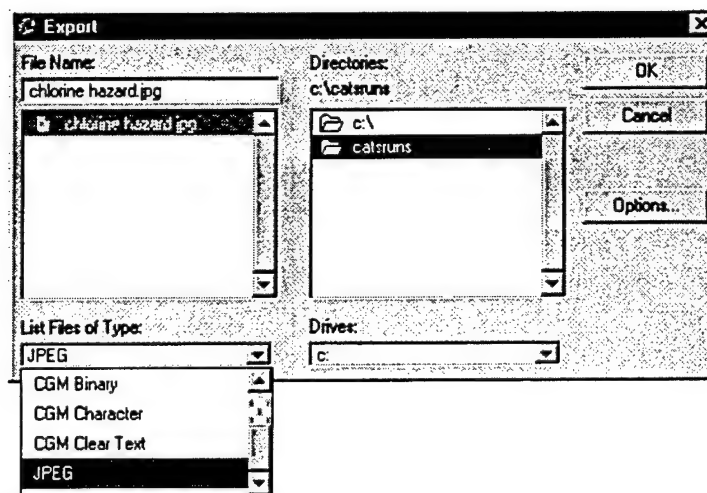 Export
File Name:
chlorine hazard.jpg
chlorine hazard.jpg
List Files of Type:
JPEG
CGM Binary
CGM Character
CGM Clear Text
JPEG
Directories:
c:\catsruns
c:\
catsruns
Drives:
c:
OK
Cancel
Options...